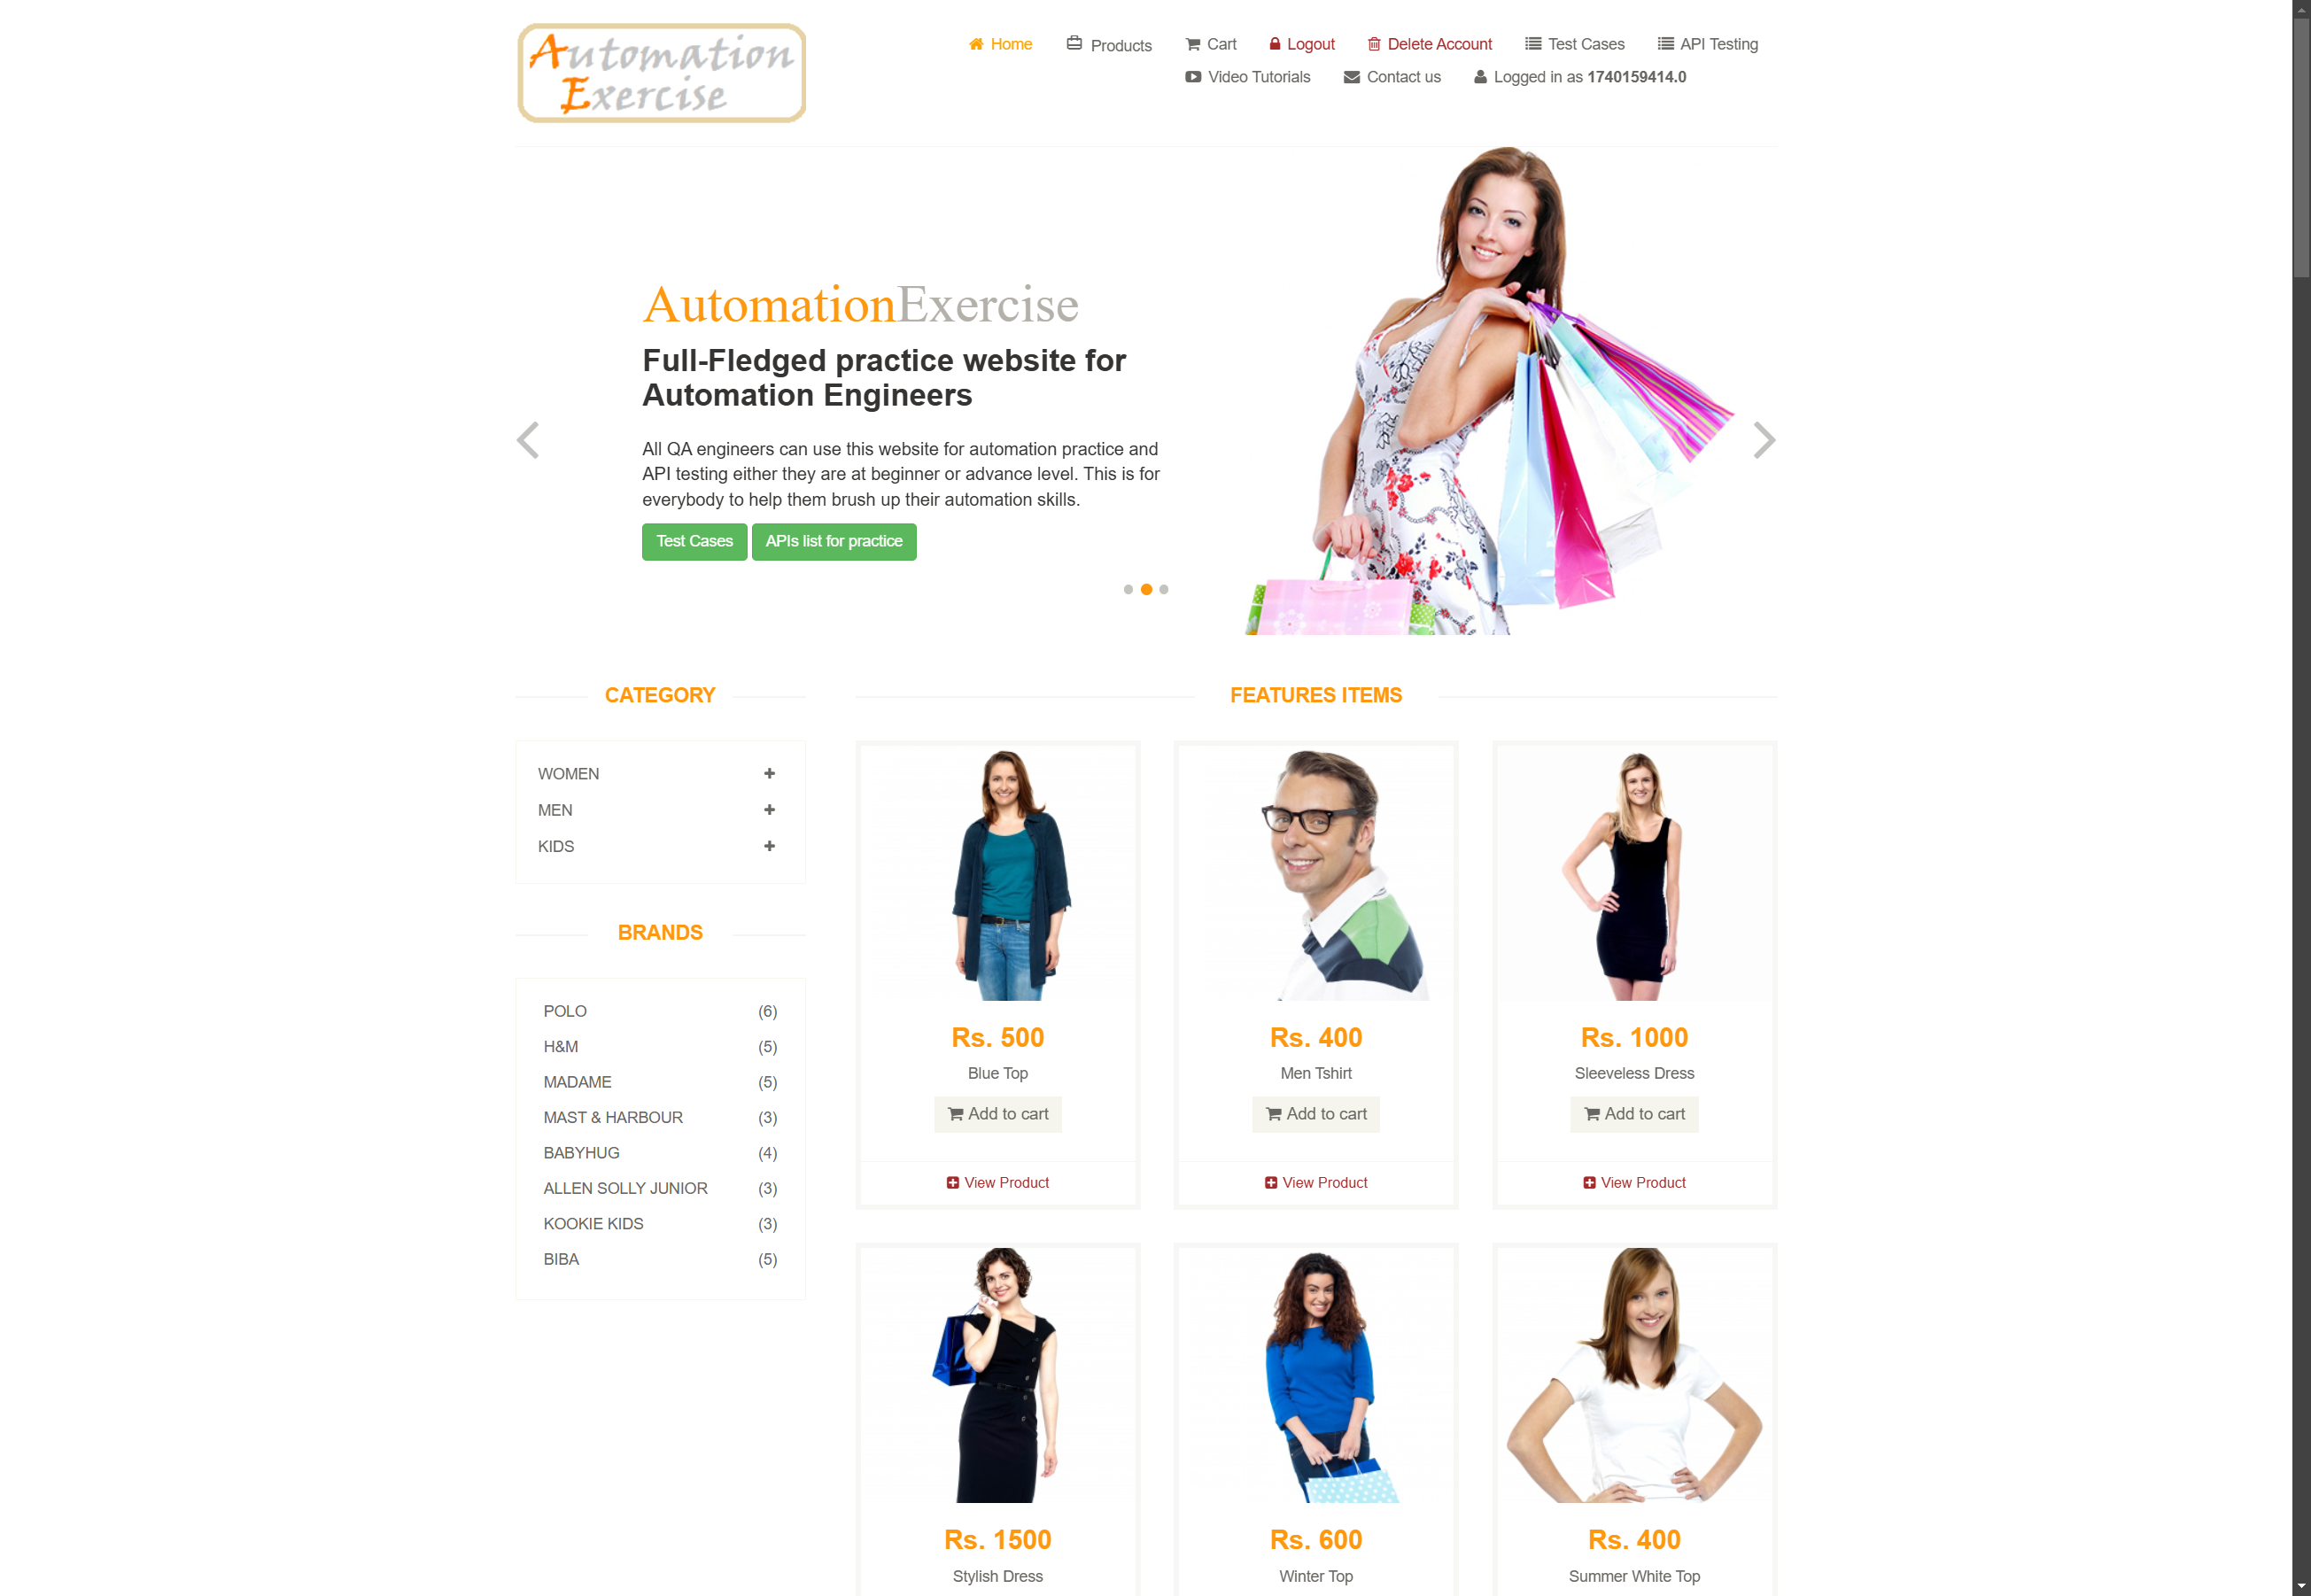 Automation
Exercise
Home Products Cart Logout Delete Account Test Cases API Testing
Video Tutorials Contact us Logged in as 1740159414.0
AutomationExercise
Full-Fledged practice website for
Automation Engineers
All QA engineers can use this website for automation practice and
API testing either they are at beginner or advance level. This is for
everybody to help them brush up their automation skills.
Test Cases APIs list for practice
CATEGORY
WOMEN
MEN
KIDS
BRANDS
POLO (6)
H&M (5)
MADAME (5)
MAST & HARBOUR (3)
BABYHUG (4)
ALLEN SOLLY JUNIOR (3)
KOOKIE KIDS (3)
BIBA (5)
FEATURES ITEMS
Rs. 500
Blue Top
Add to cart
View Product
Rs. 400
Men Tshirt
Add to cart
View Product
Rs. 1000
Sleeveless Dress
Add to cart
View Product
Rs. 1500
Stylish Dress
Rs. 600
Winter Top
Rs. 400
Summer White Top